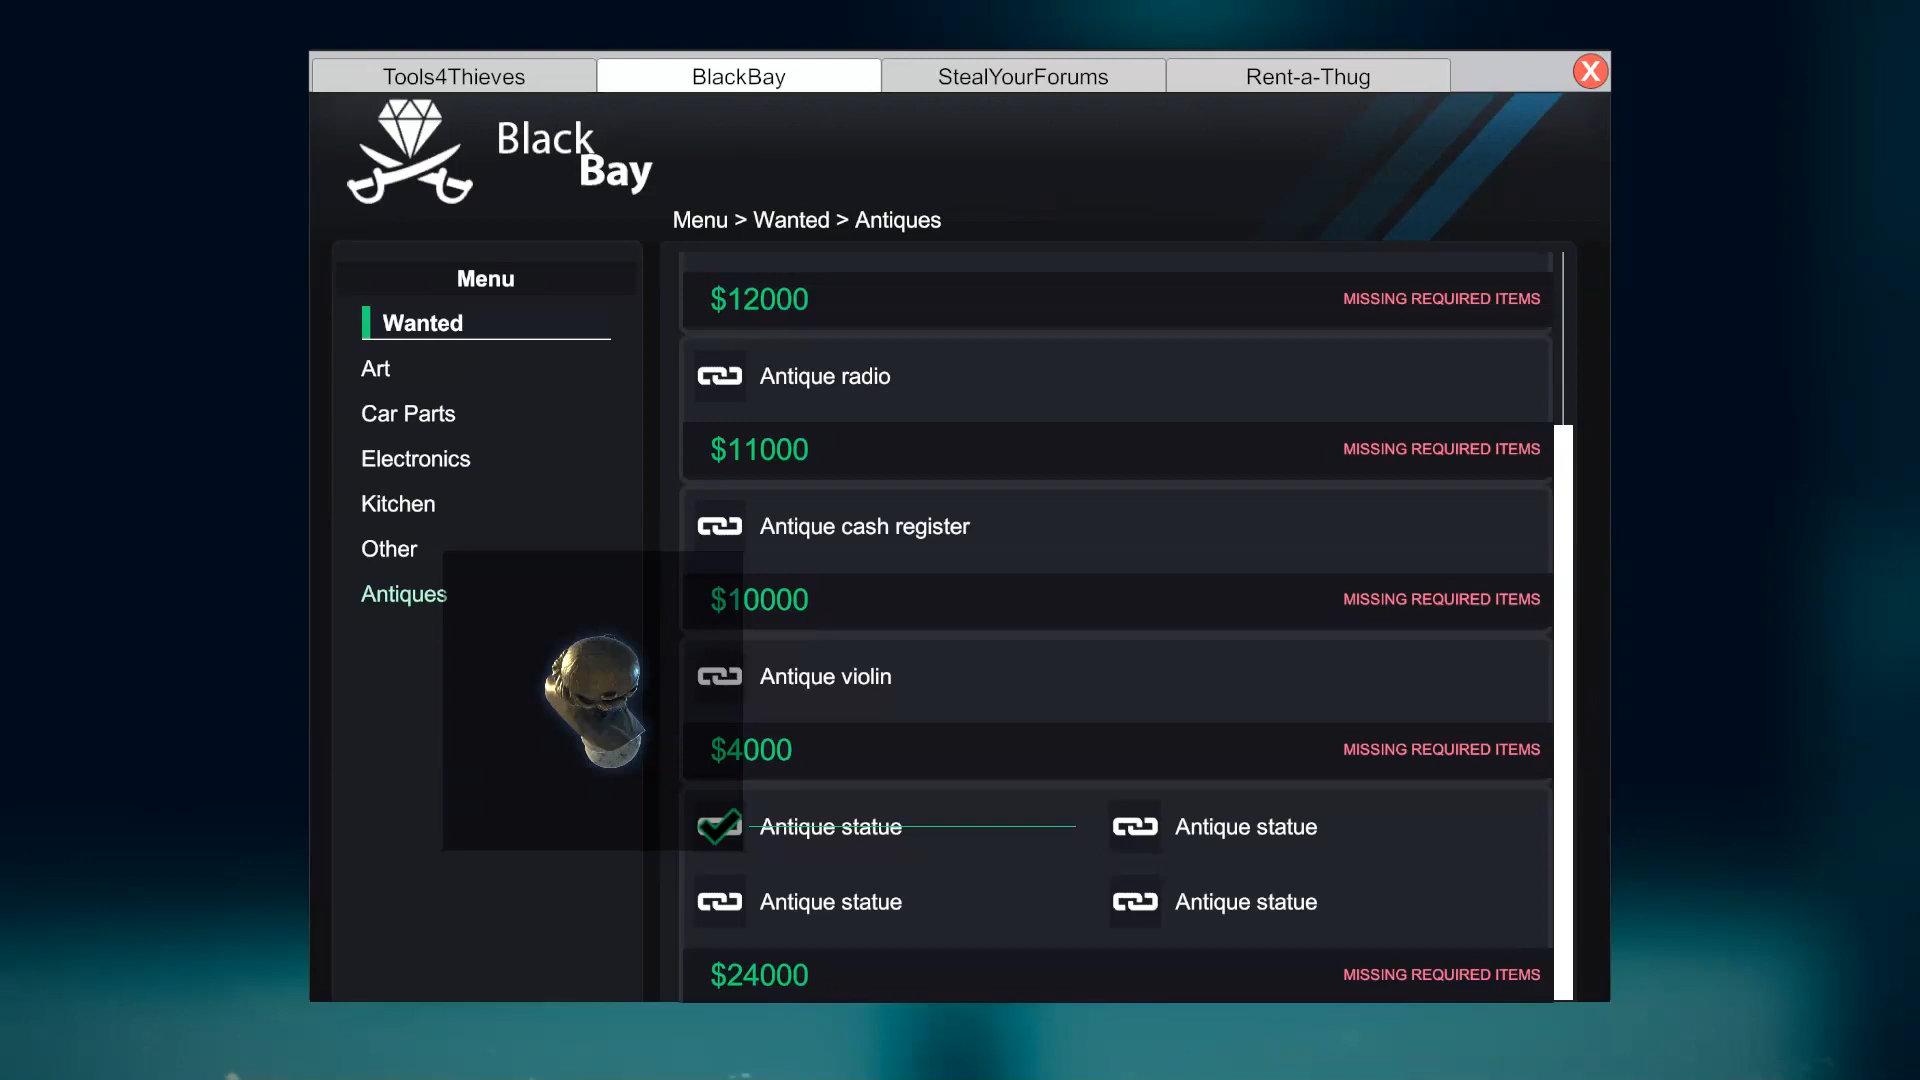 Tools4Thieves BlackBay StealYourForums Rent-a-Thug X
Black
Bay
Menu > Wanted > Antiques
Menu
Wanted
Art
Car Parts
Electronics
Kitchen
Other
Antiques
$12000 MISSING REQUIRED ITEMS
Antique radio
$11000 MISSING REQUIRED ITEMS
Antique cash register
$10000 MISSING REQUIRED ITEMS
Antique violin
$4000 MISSING REQUIRED ITEMS
Antique statue Antique statue
Antique statue Antique statue
$24000 MISSING REQUIRED ITEMS